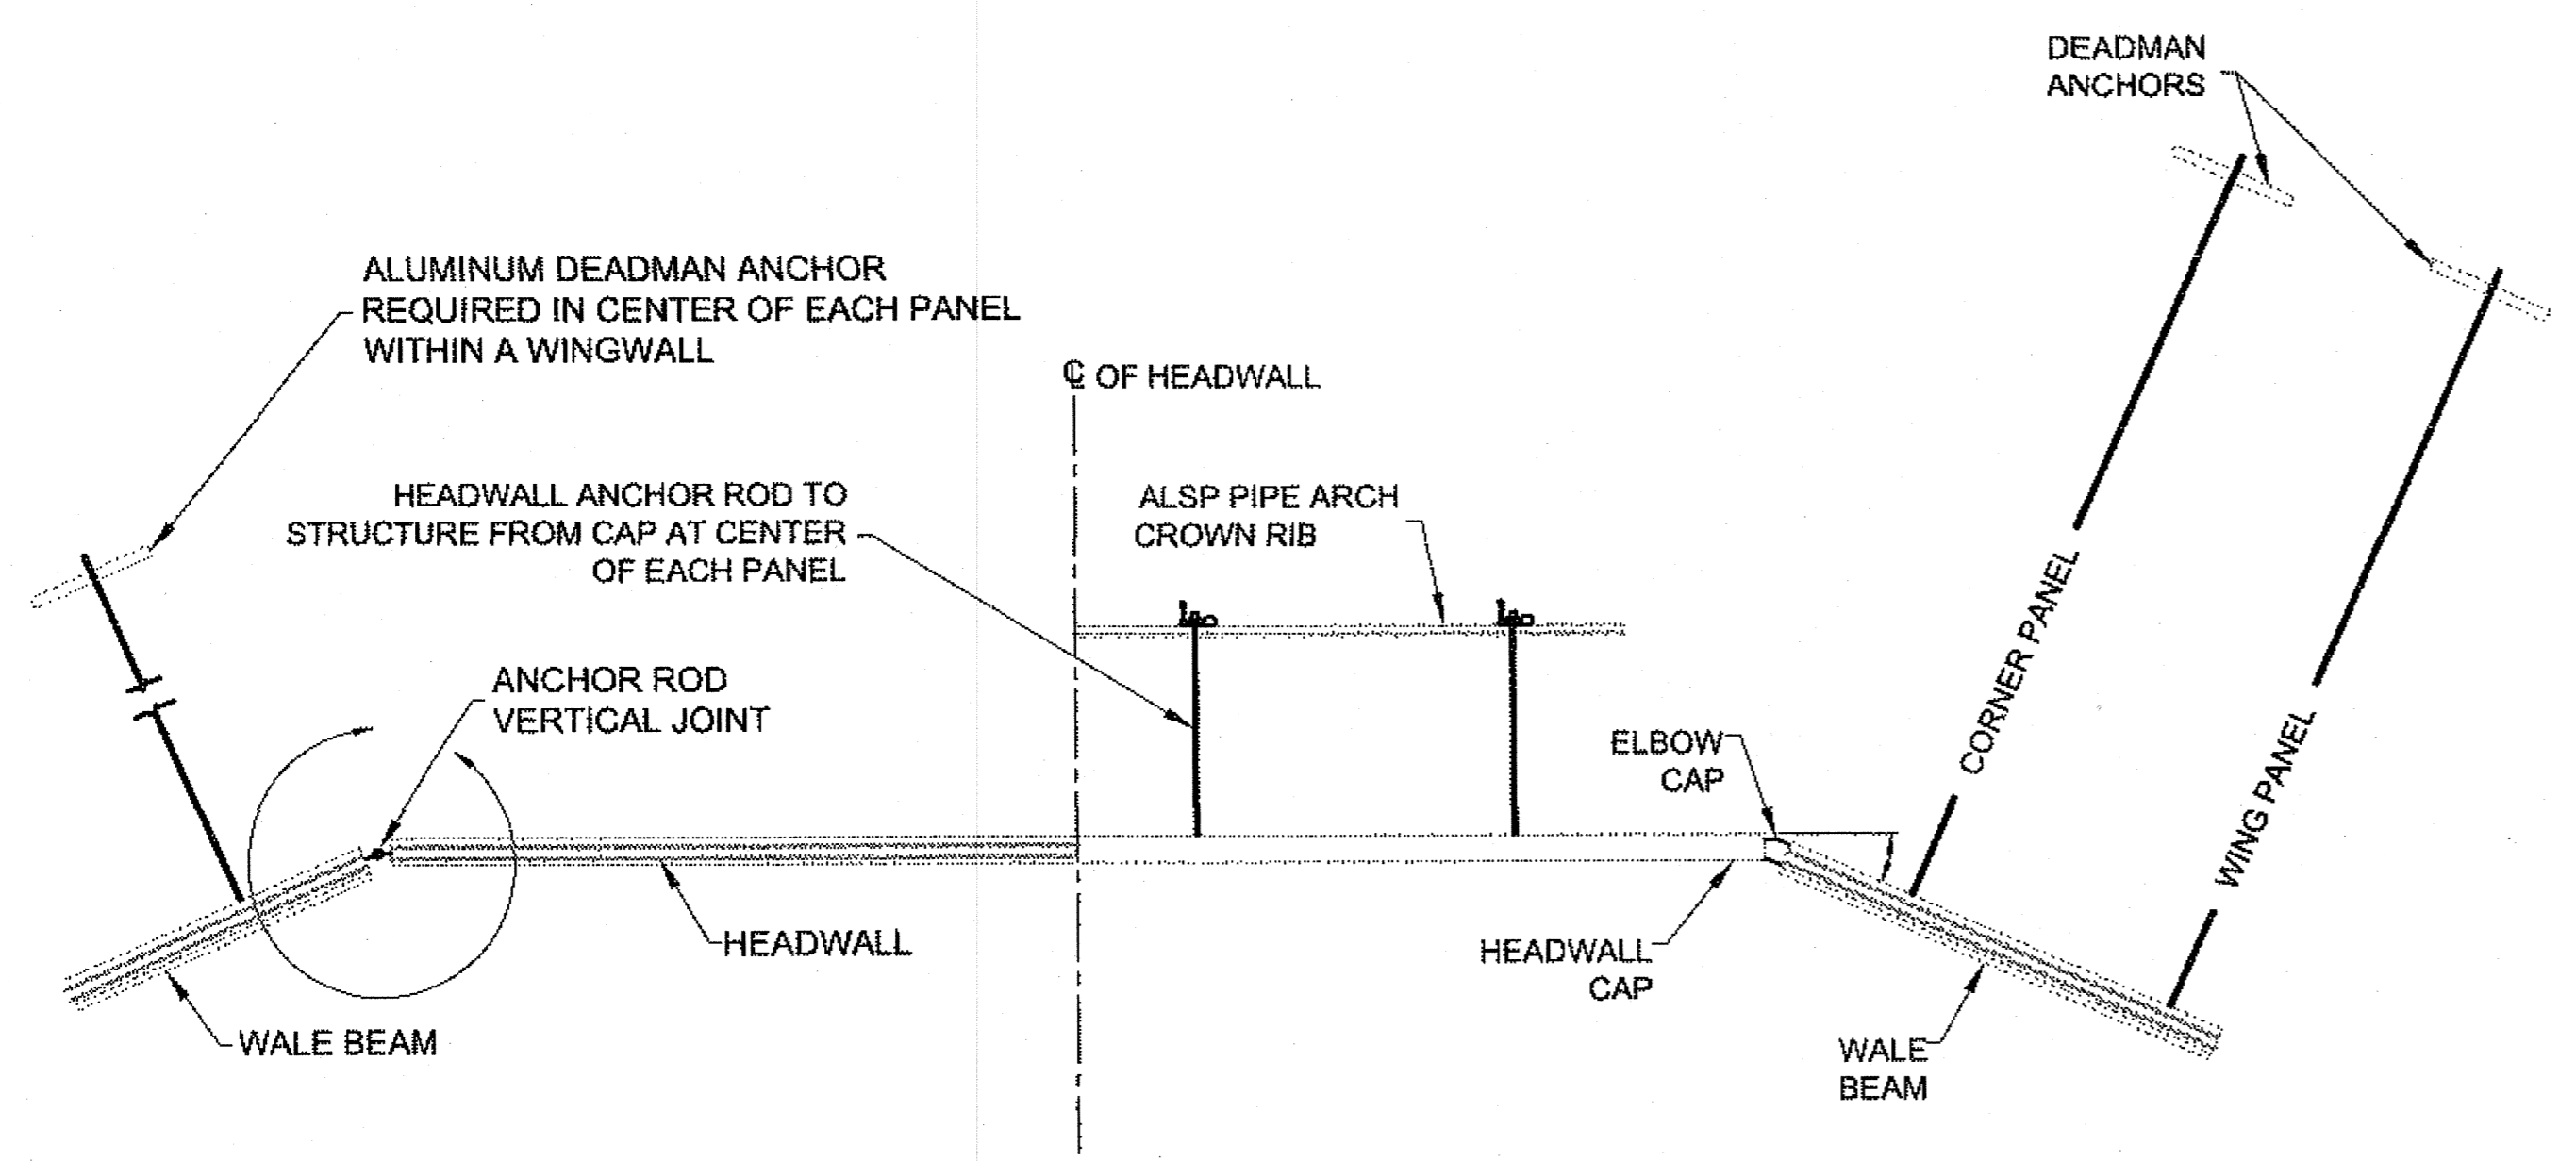 DEADMAN
ANCHORS
ALUMINUM DEADMAN ANCHOR
REQUIRED IN CENTER OF EACH PANEL
WITHIN A WINGWALL
℄ OF HEADWALL
HEADWALL ANCHOR ROD TO
STRUCTURE FROM CAP AT CENTER
OF EACH PANEL
ALSP PIPE ARCH
CROWN RIB
CORNER PANEL
WING PANEL
ANCHOR ROD
VERTICAL JOINT
ELBOW
CAP
HEADWALL
HEADWALL
CAP
WALE BEAM
WALE
BEAM